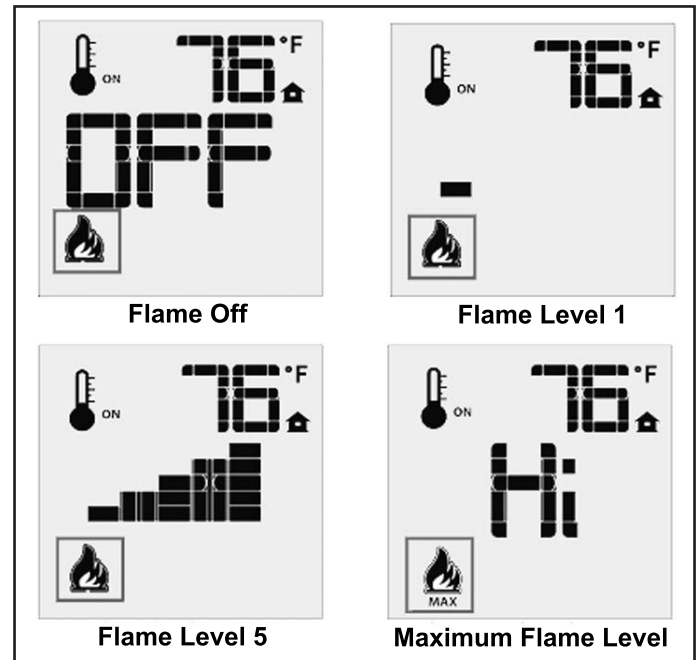 76 °F
ON
OFF
Flame Off
76 °F
ON
Flame Level 1
76 °F
ON
Flame Level 5
76 °F
ON
Hi
MAX
Maximum Flame Level